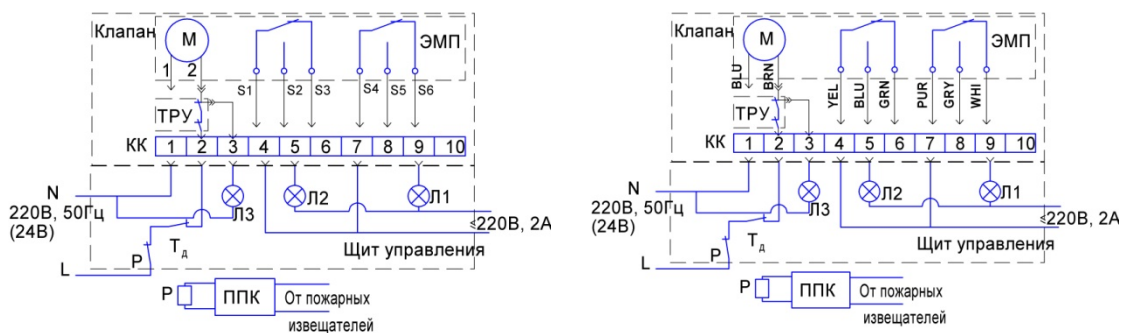 Клапан
М
ЭМП
1 2
S1 S2 S3 S4 S5 S6
ТРУ
КК 1 2 3 4 5 6 7 8 9 10
N
Л3 Л2 Л1
220В, 50Гц
(24В)
≤220В, 2А
Tд
Щит управления
Р
L
Р ППК От пожарных
извещателей
Клапан
М
ЭМП
BLU BRN
YEL BLU GRN PUR GRY WHI
ТРУ
КК 1 2 3 4 5 6 7 8 9 10
N
Л3 Л2 Л1
220В, 50Гц
(24В)
≤220В, 2А
Tд
Щит управления
Р
L
Р ППК От пожарных
извещателей